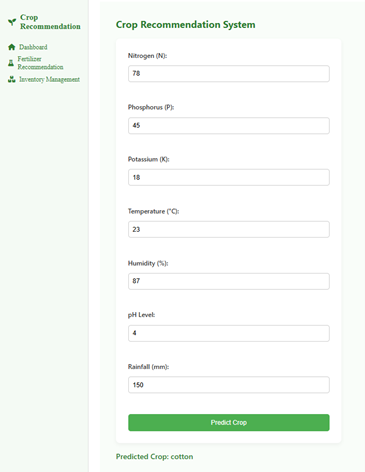 Crop
Recommendation
Dashboard
Fertilizer
Recommendation
Inventory Management
Crop Recommendation System
Nitrogen (N):
78
Phosphorus (P):
45
Potassium (K):
18
Temperature (°C):
23
Humidity (%):
87
pH Level:
4
Rainfall (mm):
150
Predict Crop
Predicted Crop: cotton